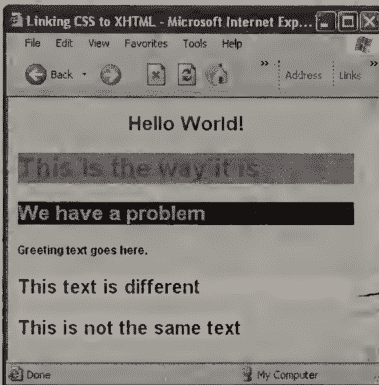 Linking CSS to XHTML - Microsoft Internet Exp...
File Edit View Favorites Tools Help
Back » Address Links »
Hello World!
This is the way it is
We have a problem
Greeting text goes here.
This text is different
This is not the same text
Done My Computer